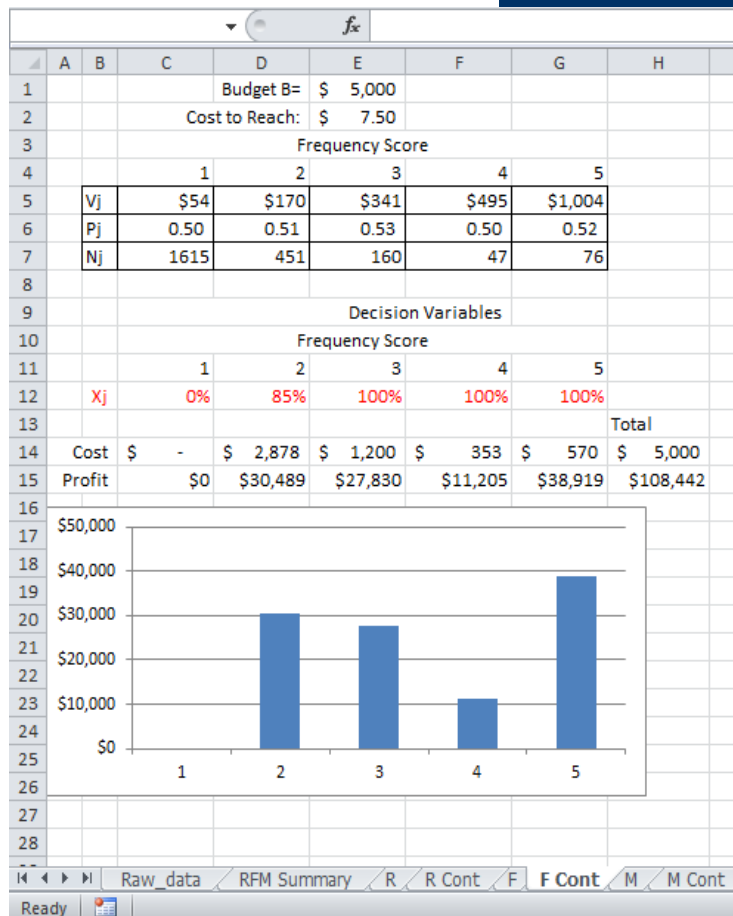 fx
A B C D E F G H
1 Budget B= $ 5,000
2 Cost to Reach: $ 7.50
3 Frequency Score
4 1 2 3 4 5
5 Vj $54 $170 $341 $495 $1,004
6 Pj 0.50 0.51 0.53 0.50 0.52
7 Nj 1615 451 160 47 76
8
9 Decision Variables
10 Frequency Score
11 1 2 3 4 5
12 Xj 0% 85% 100% 100% 100%
13 Total
14 Cost $ - $ 2,878 $ 1,200 $ 353 $ 570 $ 5,000
15 Profit $0 $30,489 $27,830 $11,205 $38,919 $108,442
16
17 $50,000
18 $40,000
19
20 $30,000
21
22 $20,000
23 $10,000
24
25 $0
26 1 2 3 4 5
27
28
Raw_data RFM Summary R R Cont F F Cont M M Cont
Ready